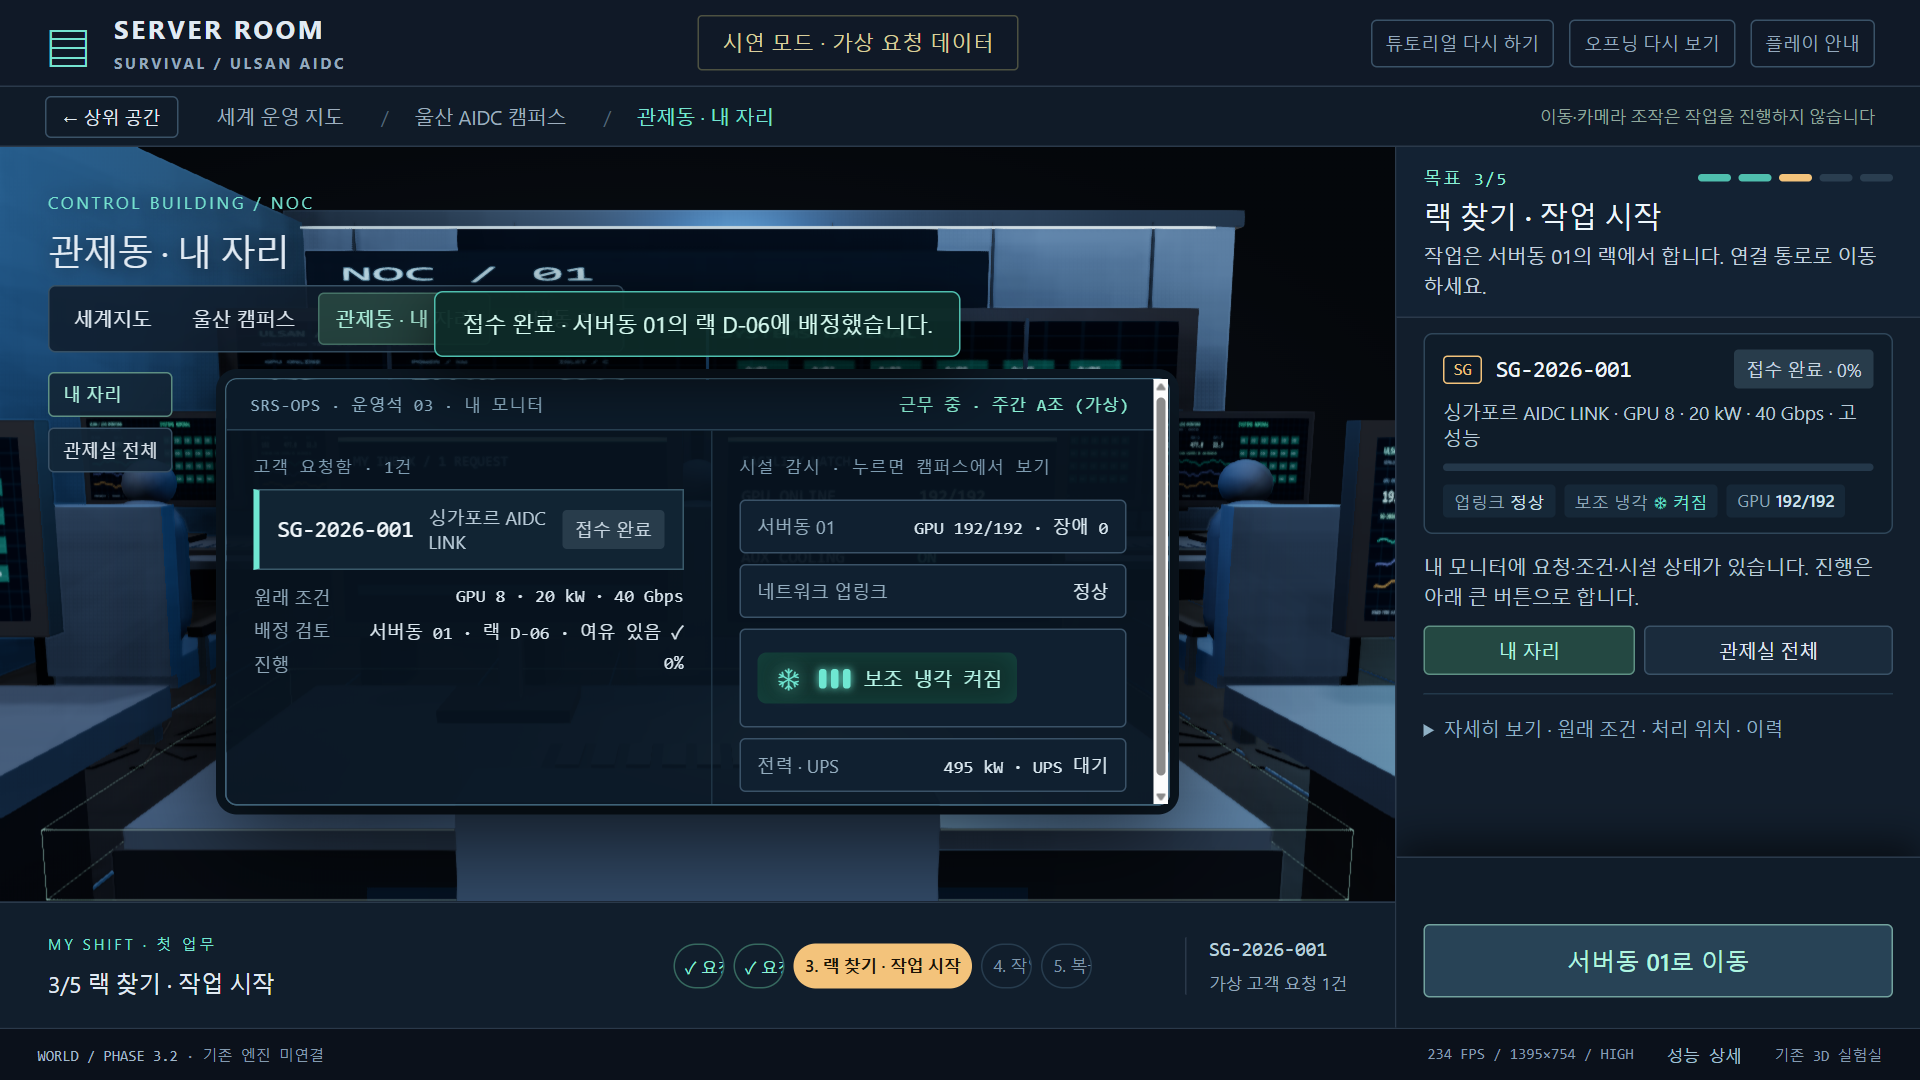 SERVER ROOM
SURVIVAL / ULSAN AIDC
시연 모드 · 가상 요청 데이터
튜토리얼 다시 하기
오프닝 다시 보기
플레이 안내
← 상위 공간
세계 운영 지도 / 울산 AIDC 캠퍼스 / 관제동 · 내 자리
이동·카메라 조작은 작업을 진행하지 않습니다
CONTROL BUILDING / NOC
관제동 · 내 자리
NOC / 01
세계지도
울산 캠퍼스
관제동 · 내
접수 완료 · 서버동 01의 랙 D-06에 배정했습니다.
내 자리
관제실 전체
SRS-OPS · 운영석 03 · 내 모니터
근무 중 · 주간 A조 (가상)
고객 요청함 · 1건
SG-2026-001
싱가포르 AIDC
LINK
접수 완료
원래 조건
GPU 8 · 20 kW · 40 Gbps
배정 검토
서버동 01 · 랙 D-06 · 여유 있음 ✓
진행
0%
시설 감시 · 누르면 캠퍼스에서 보기
서버동 01
GPU 192/192 · 장애 0
네트워크 업링크
정상
보조 냉각 켜짐
전력 · UPS
495 kW · UPS 대기
목표 3/5
랙 찾기 · 작업 시작
작업은 서버동 01의 랙에서 합니다. 연결 통로로 이동
하세요.
SG
SG-2026-001
접수 완료 · 0%
싱가포르 AIDC LINK · GPU 8 · 20 kW · 40 Gbps · 고
성능
업링크 정상
보조 냉각 ❄ 켜짐
GPU 192/192
내 모니터에 요청·조건·시설 상태가 있습니다. 진행은
아래 큰 버튼으로 합니다.
내 자리
관제실 전체
▶ 자세히 보기 · 원래 조건 · 처리 위치 · 이력
서버동 01로 이동
MY SHIFT · 첫 업무
3/5 랙 찾기 · 작업 시작
✓ 요
✓ 요
3. 랙 찾기 · 작업 시작
4. 작
5. 복
SG-2026-001
가상 고객 요청 1건
WORLD / PHASE 3.2 · 기존 엔진 미연결
234 FPS / 1395×754 / HIGH
성능 상세
기존 3D 실험실